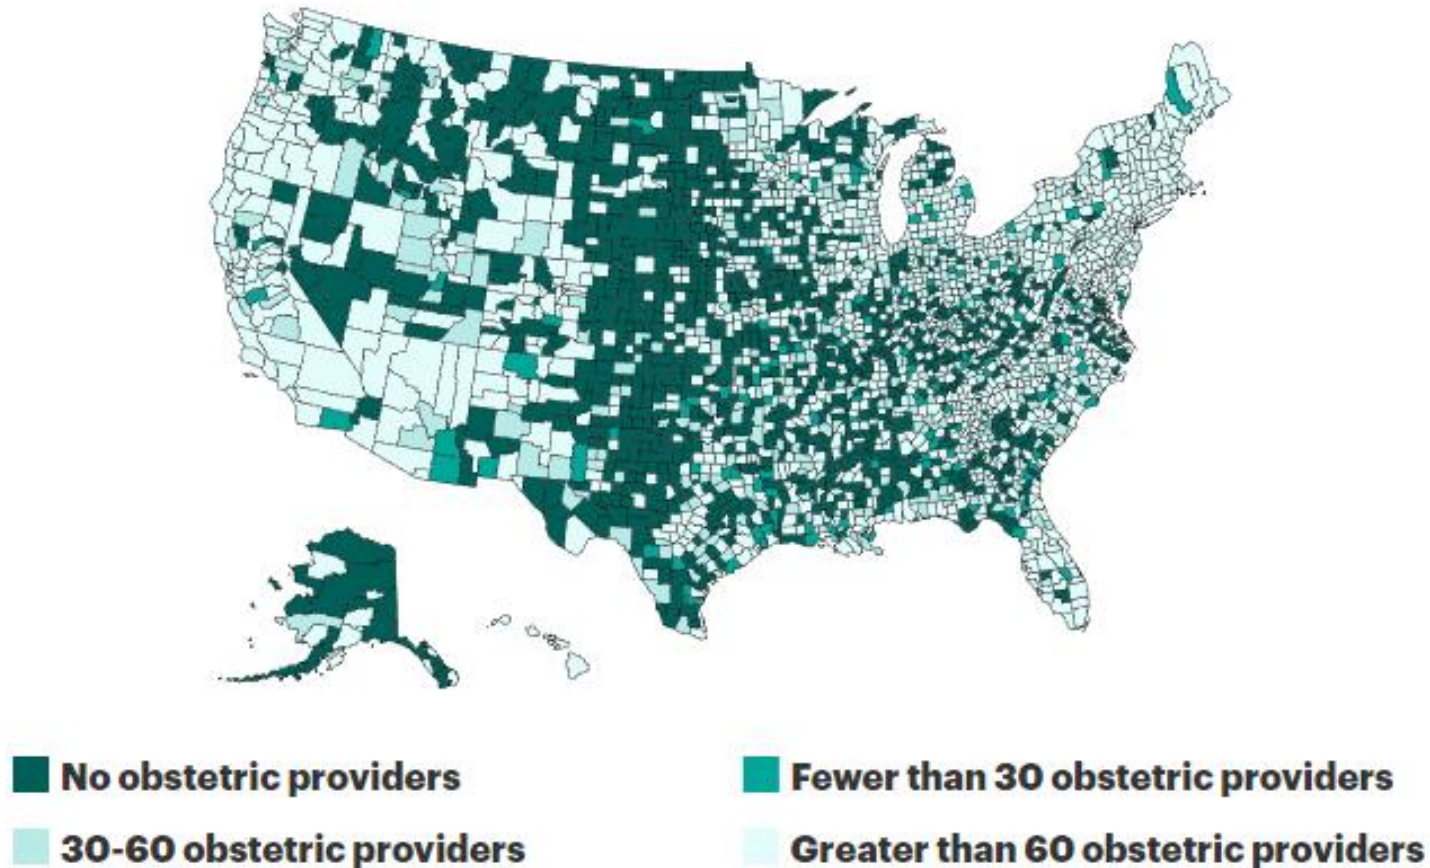 No obstetric providers
Fewer than 30 obstetric providers
30-60 obstetric providers
Greater than 60 obstetric providers